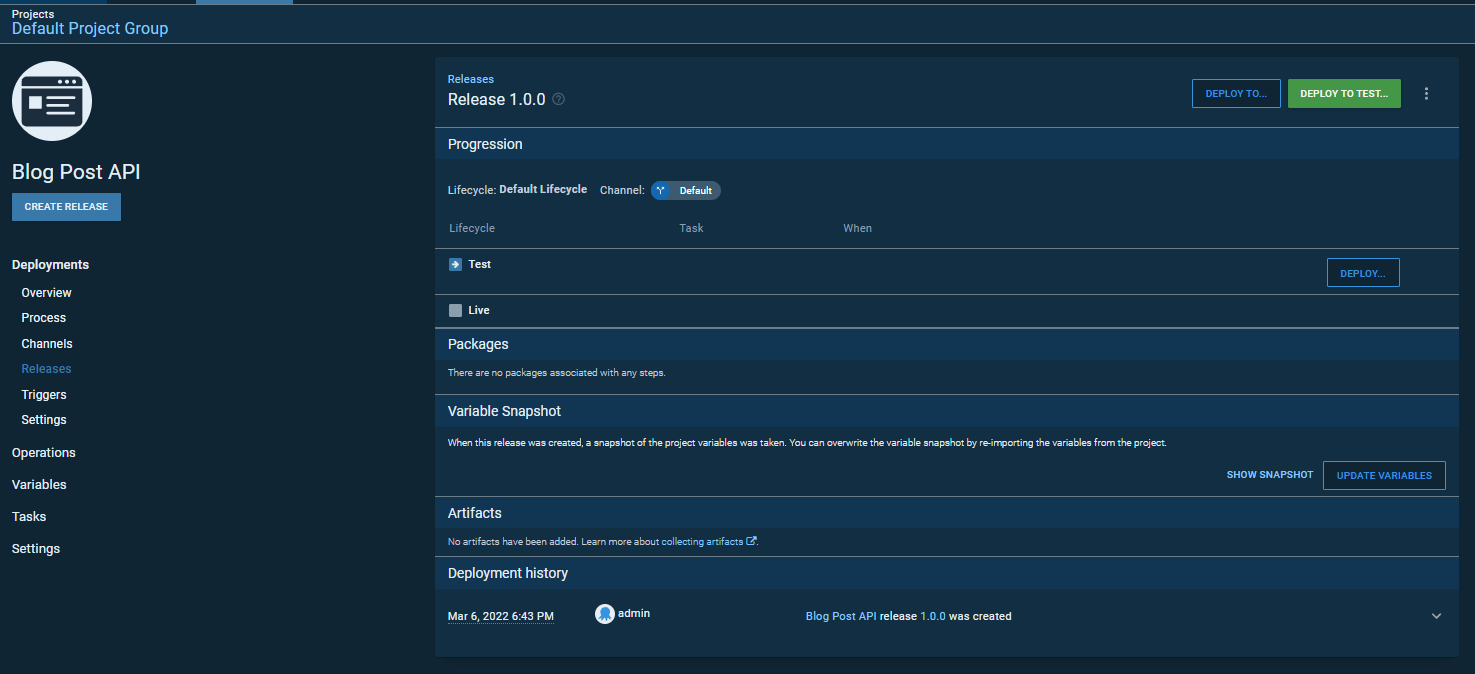 Projects
Default Project Group
Blog Post API
CREATE RELEASE
Deployments
Overview
Process
Channels
Releases
Triggers
Settings
Operations
Variables
Tasks
Settings
Releases
Release 1.0.0 ?
DEPLOY TO... DEPLOY TO TEST...
Progression
Lifecycle: Default Lifecycle Channel: Default
Lifecycle Task When
Test DEPLOY...
Live
Packages
There are no packages associated with any steps.
Variable Snapshot
When this release was created, a snapshot of the project variables was taken. You can overwrite the variable snapshot by re-importing the variables from the project.
SHOW SNAPSHOT UPDATE VARIABLES
Artifacts
No artifacts have been added. Learn more about collecting artifacts.
Deployment history
Mar 6, 2022 6:43 PM admin Blog Post API release 1.0.0 was created